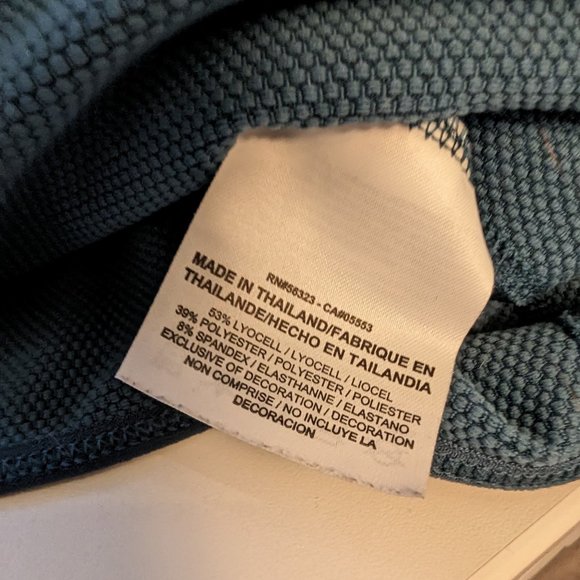 RN#56323 - CA#05553
MADE IN THAILAND/FABRIQUE EN
THAILANDE/HECHO EN TAILANDIA
53% LYOCELL / LYOCELL / LIOCEL
39% POLYESTER / POLYESTER / POLIESTER
8% SPANDEX / ELASTHANNE / ELASTANO
EXCLUSIVE OF DECORATION / DECORATION
NON COMPRISE / NO INCLUYE LA
DECORACION